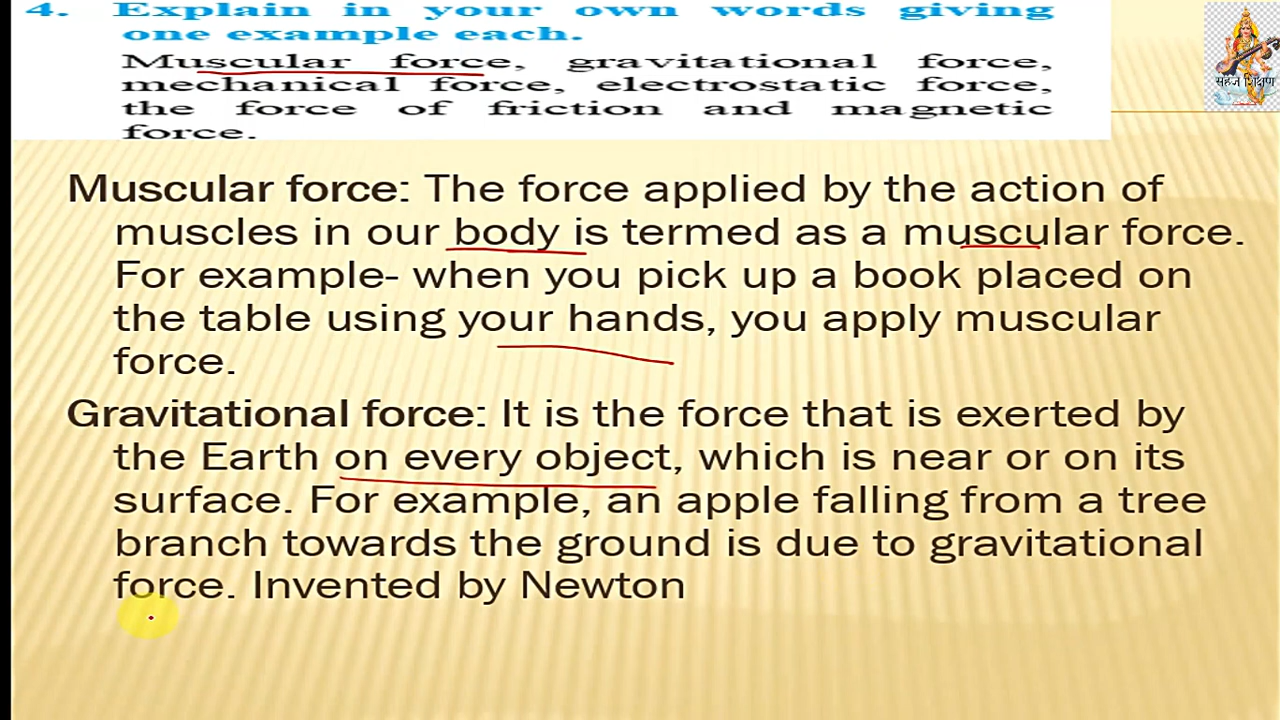 4. Explain in your own words giving
one example each.
Muscular force, gravitational force,
mechanical force, electrostatic force,
the force of friction and magnetic
force.
सहज शिक्षण
Muscular force: The force applied by the action of
muscles in our body is termed as a muscular force.
For example- when you pick up a book placed on
the table using your hands, you apply muscular
force.
Gravitational force: It is the force that is exerted by
the Earth on every object, which is near or on its
surface. For example, an apple falling from a tree
branch towards the ground is due to gravitational
force. Invented by Newton